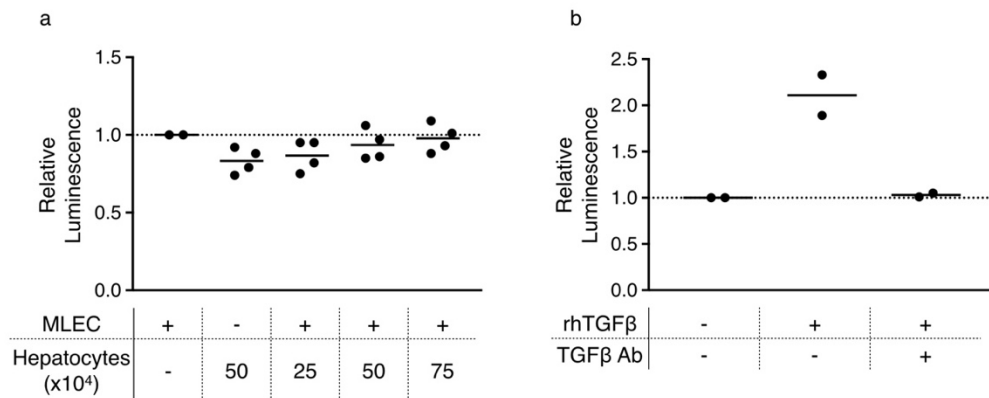 a
1.5
1.0
0.5
0.0
Relative
Luminescence
MLEC + - + + +
Hepatocytes
(x10⁴) - 50 25 50 75
b
2.5
2.0
1.5
1.0
0.5
0.0
Relative
Luminescence
rhTGFβ - + +
TGFβ Ab - - +